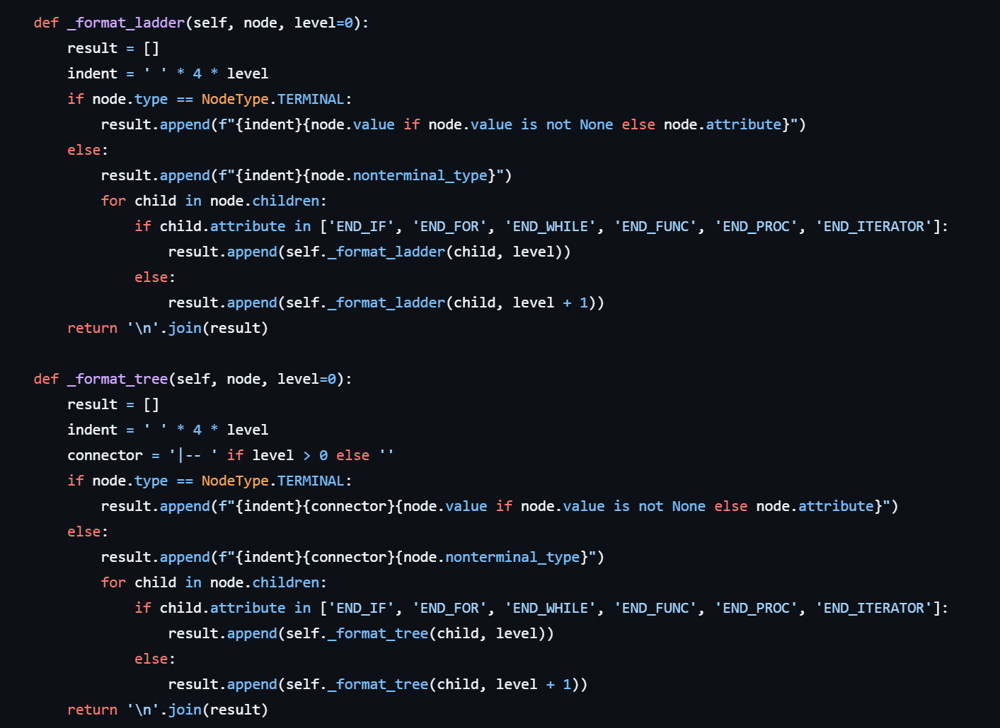 def _format_ladder(self, node, level=0):
    result = []
    indent = ' ' * 4 * level
    if node.type == NodeType.TERMINAL:
        result.append(f"{indent}{node.value if node.value is not None else node.attribute}")
    else:
        result.append(f"{indent}{node.nonterminal_type}")
        for child in node.children:
            if child.attribute in ['END_IF', 'END_FOR', 'END_WHILE', 'END_FUNC', 'END_PROC', 'END_ITERATOR']:
                result.append(self._format_ladder(child, level))
            else:
                result.append(self._format_ladder(child, level + 1))
    return '\n'.join(result)

def _format_tree(self, node, level=0):
    result = []
    indent = ' ' * 4 * level
    connector = '|-- ' if level > 0 else ''
    if node.type == NodeType.TERMINAL:
        result.append(f"{indent}{connector}{node.value if node.value is not None else node.attribute}")
    else:
        result.append(f"{indent}{connector}{node.nonterminal_type}")
        for child in node.children:
            if child.attribute in ['END_IF', 'END_FOR', 'END_WHILE', 'END_FUNC', 'END_PROC', 'END_ITERATOR']:
                result.append(self._format_tree(child, level))
            else:
                result.append(self._format_tree(child, level + 1))
    return '\n'.join(result)